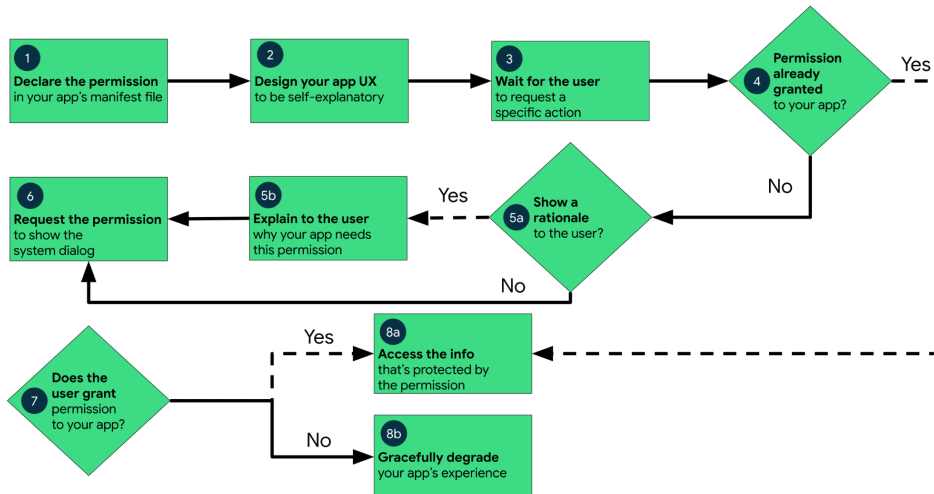 1
Declare the permission
in your app's manifest file
2
Design your app UX
to be self-explanatory
3
Wait for the user
to request a
specific action
4
Permission
already
granted
to your app?
Yes
No
5a
Show a
rationale
to the user?
Yes
No
5b
Explain to the user
why your app needs
this permission
6
Request the permission
to show the
system dialog
7
Does the
user grant
permission
to your app?
Yes
No
8a
Access the info
that's protected by
the permission
8b
Gracefully degrade
your app's experience